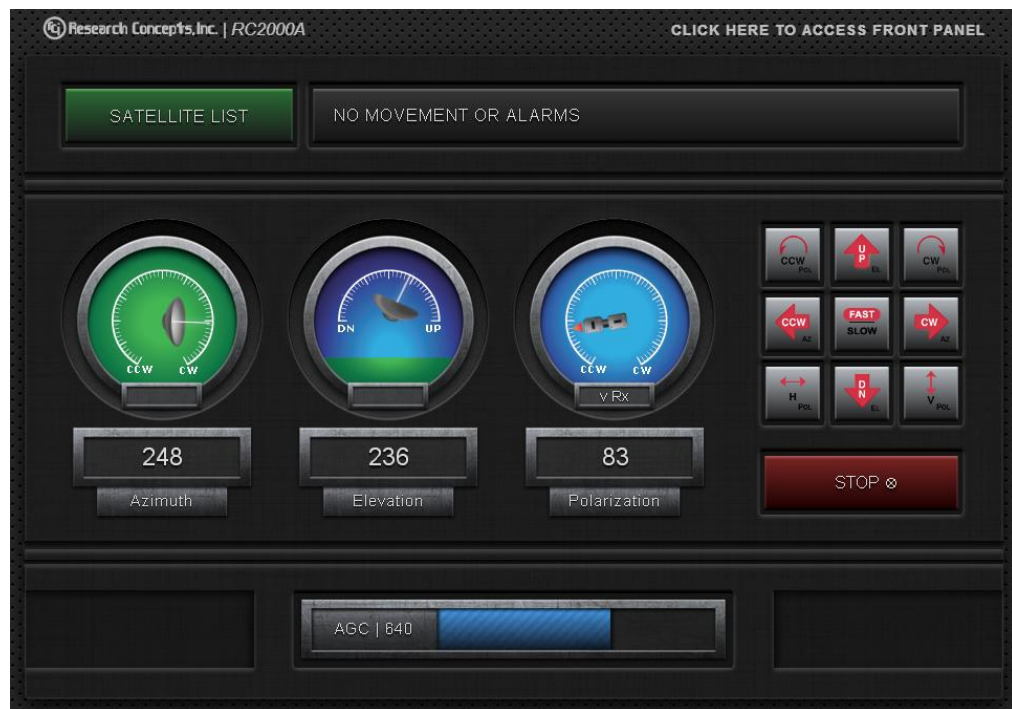 RCi Research Concepts, Inc. | RC2000A
CLICK HERE TO ACCESS FRONT PANEL
SATELLITE LIST
NO MOVEMENT OR ALARMS
CCW CW
DN UP
CCW CW
V Rx
248
Azimuth
236
Elevation
83
Polarization
CCW POL
UP EL
CW POL
CCW AZ
FAST
SLOW
CW AZ
H POL
DN EL
V POL
STOP ⊗
AGC | 640